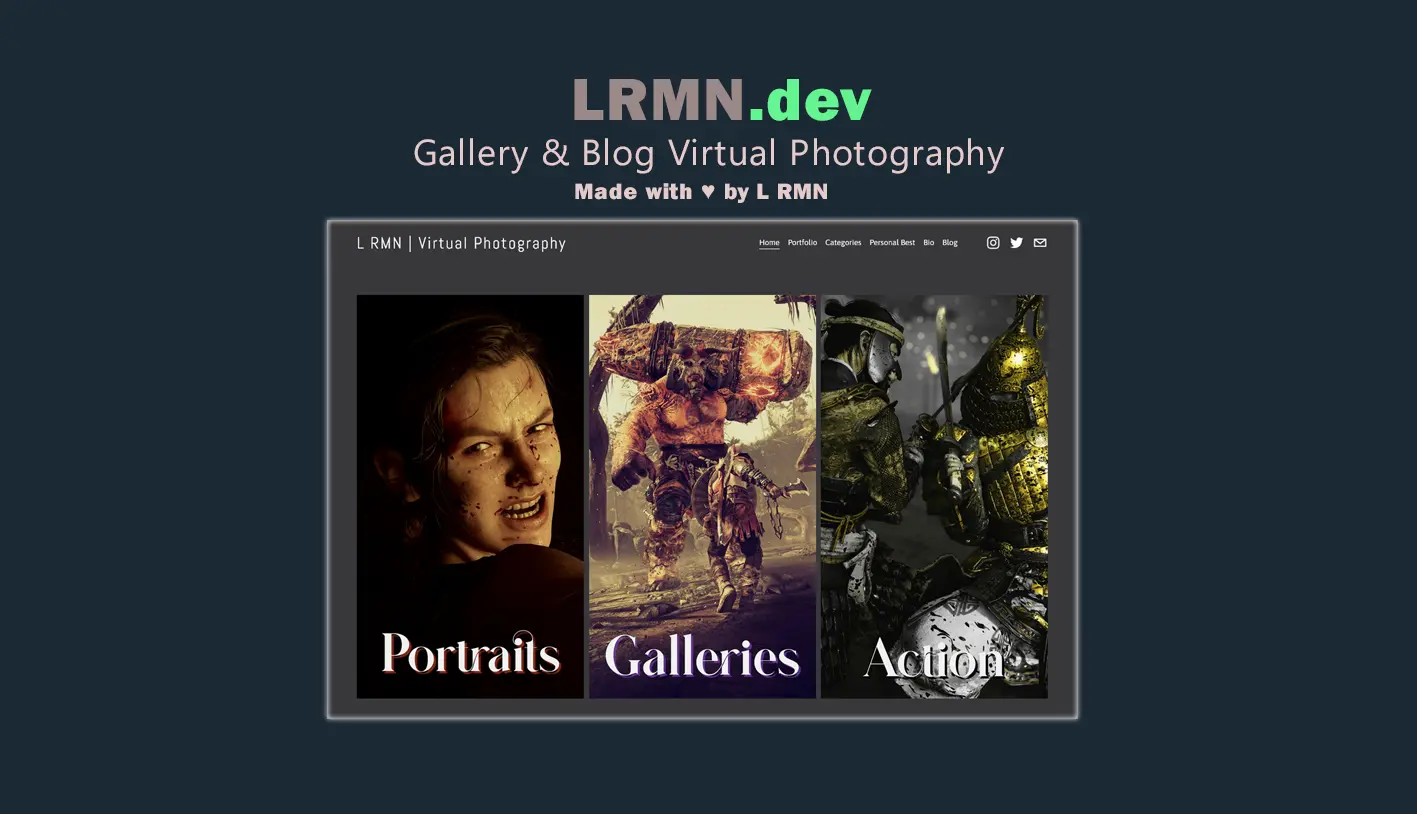 LRMN.dev
Gallery & Blog Virtual Photography
Made with ♥ by L RMN
L RMN | Virtual Photography
Home Portfolio Categories Personal Best Bio Blog
Portraits Galleries Action